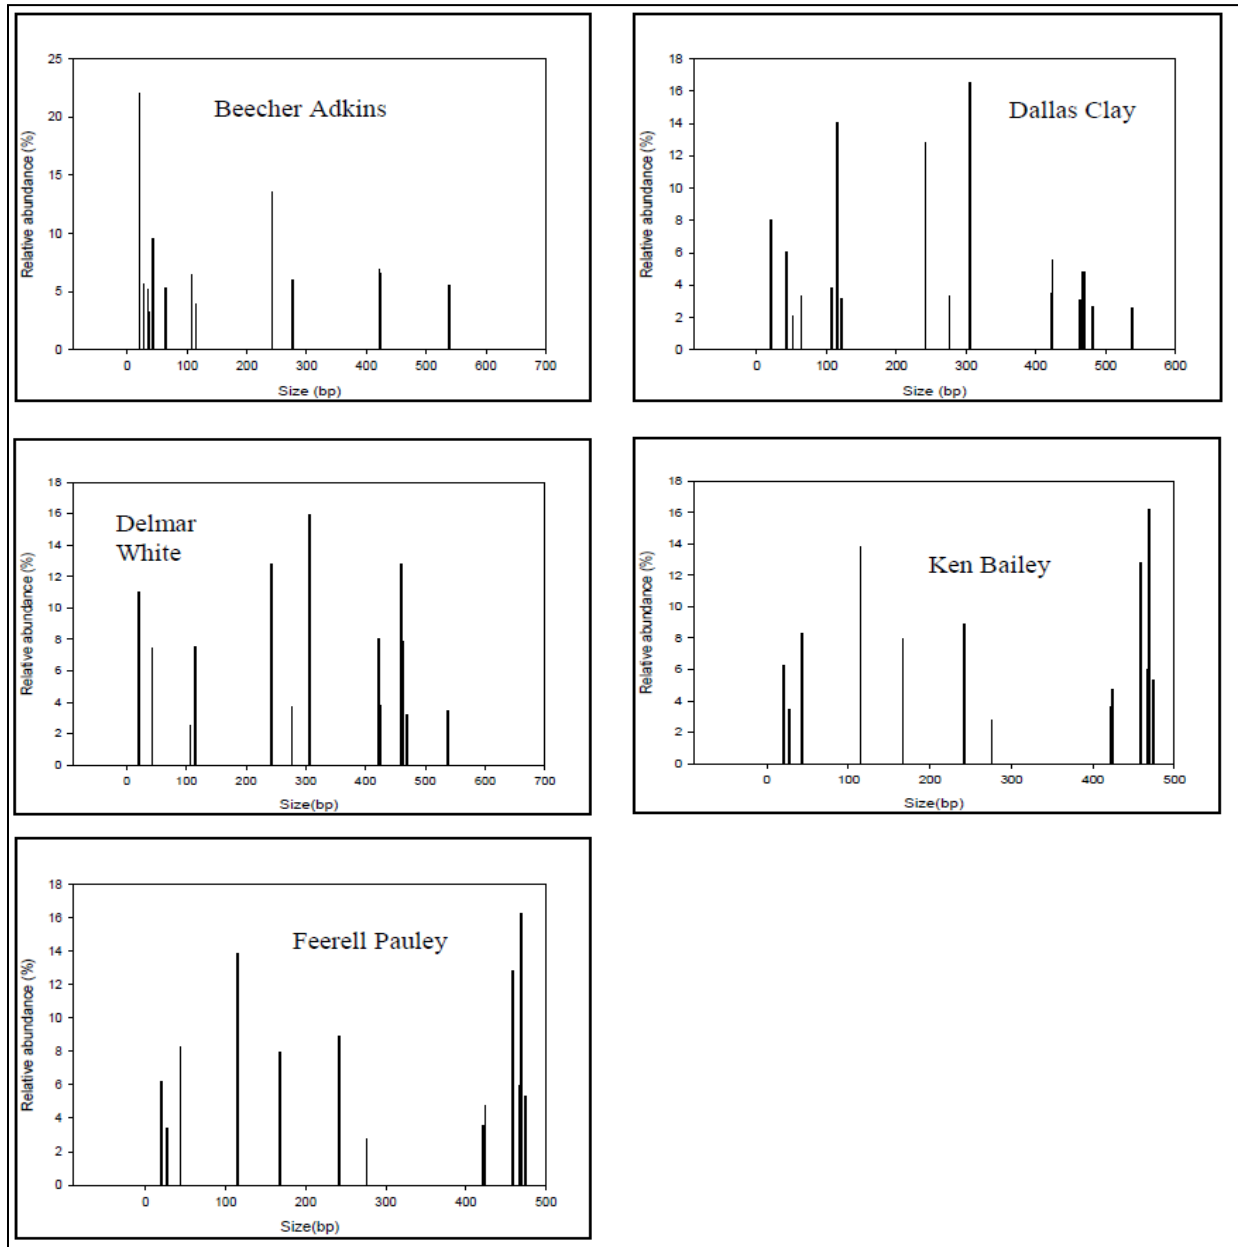 25
20
15
10
5
0
Relative abundance (%)
Beecher Adkins
0 100 200 300 400 500 600 700
Size (bp)
18
16
14
12
10
8
6
4
2
0
Relative abundance (%)
Dallas Clay
0 100 200 300 400 500 600
Size (bp)
18
16
14
12
10
8
6
4
2
0
Relative abundance (%)
Delmar
White
0 100 200 300 400 500 600 700
Size(bp)
18
16
14
12
10
8
6
4
2
0
Relative abundance (%)
Ken Bailey
0 100 200 300 400 500
Size(bp)
18
16
14
12
10
8
6
4
2
0
Relative abundance (%)
Feerell Pauley
0 100 200 300 400 500
Size(bp)